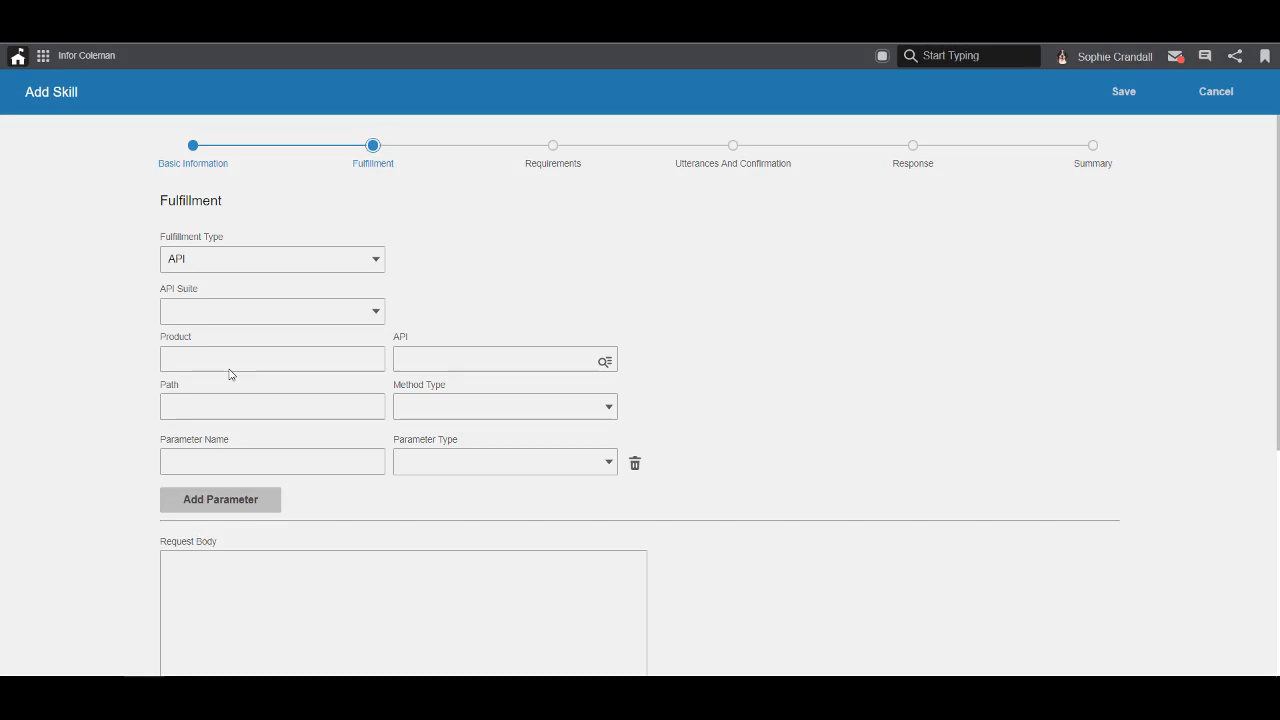 Infor Coleman
Start Typing
Sophie Crandall
Add Skill
Save
Cancel
Basic Information
Fulfillment
Requirements
Utterances And Confirmation
Response
Summary
Fulfillment
Fulfillment Type
API
API Suite
Product
API
Path
Method Type
Parameter Name
Parameter Type
Add Parameter
Request Body